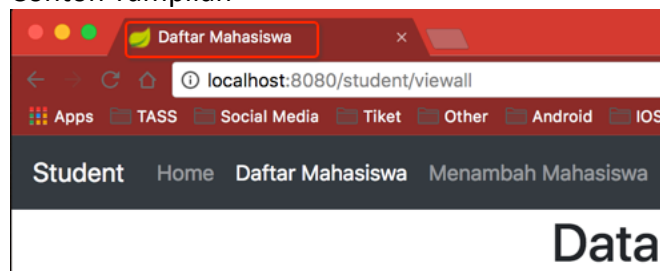 Contoh Tampilan
Daftar Mahasiswa
localhost:8080/student/viewall
Apps TASS Social Media Tiket Other Android IOS
Student Home Daftar Mahasiswa Menambah Mahasiswa
Data